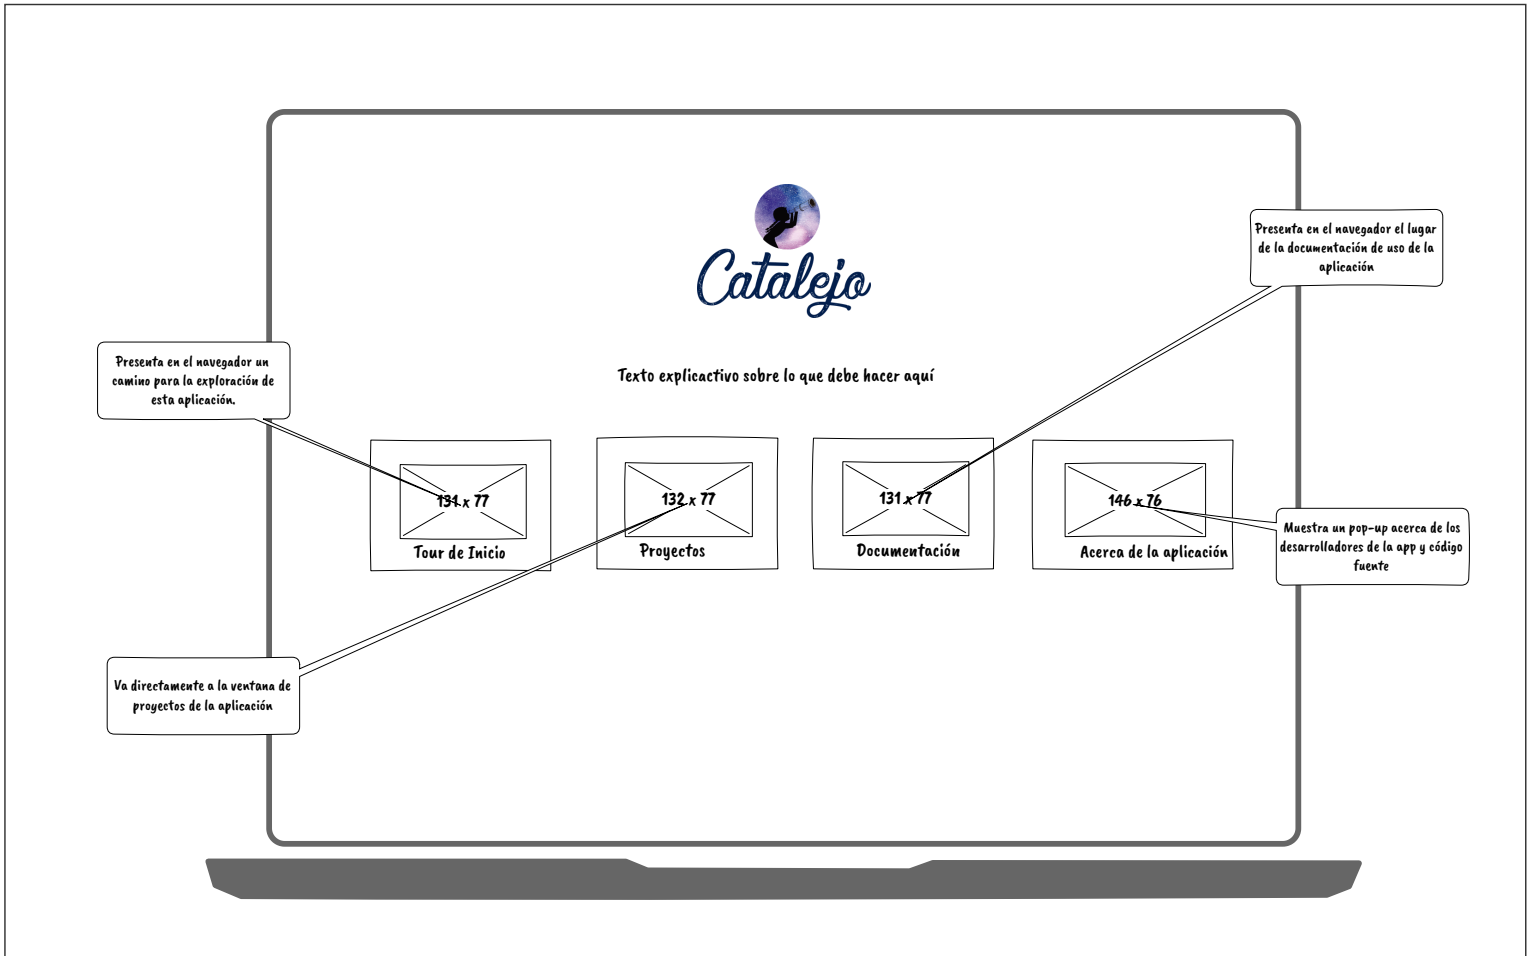 Catalejo
Presenta en el navegador el lugar
de la documentación de uso de la
aplicación
Presenta en el navegador un
camino para la exploración de
esta aplicación.
Texto explicactivo sobre lo que debe hacer aquí
131 x 77
Tour de Inicio
132 x 77
Proyectos
131 x 77
Documentación
146 x 76
Acerca de la aplicación
Muestra un pop-up acerca de los
desarrolladores de la app y código
fuente
Va directamente a la ventana de
proyectos de la aplicación